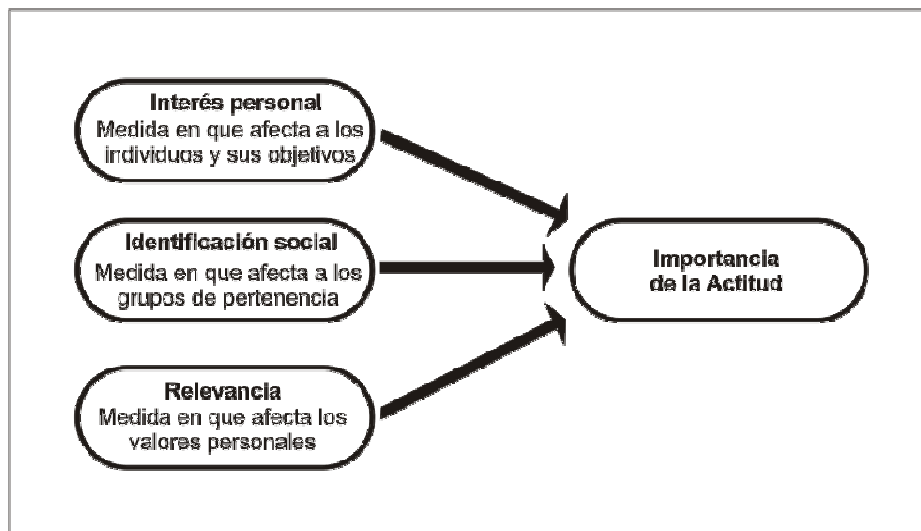 Interés personal
Medida en que afecta a los
individuos y sus objetivos
Identificación social
Medida en que afecta a los
grupos de pertenencia
Relevancia
Medida en que afecta los
valores personales
Importancia
de la Actitud